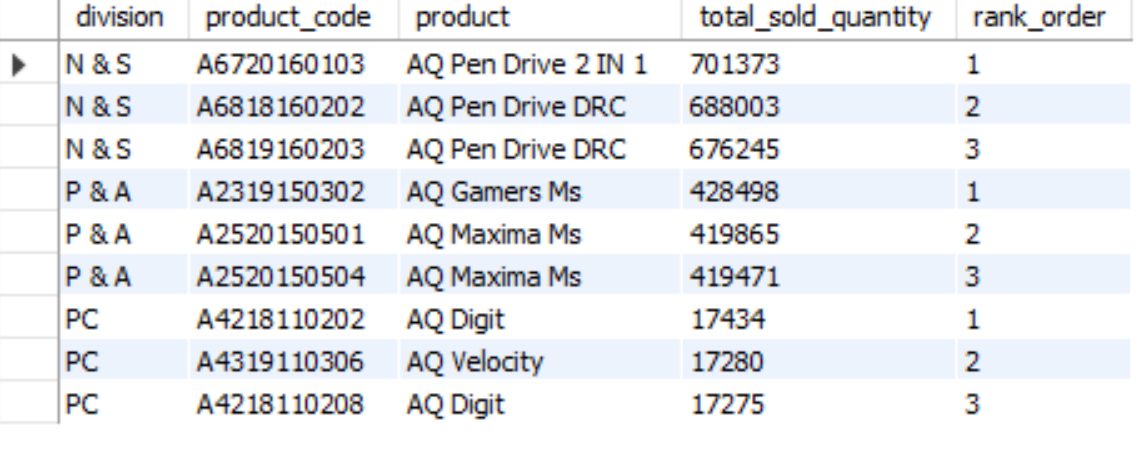 division product_code product total_sold_quantity rank_order
N & S A6720160103 AQ Pen Drive 2 IN 1 701373 1
N & S A6818160202 AQ Pen Drive DRC 688003 2
N & S A6819160203 AQ Pen Drive DRC 676245 3
P & A A2319150302 AQ Gamers Ms 428498 1
P & A A2520150501 AQ Maxima Ms 419865 2
P & A A2520150504 AQ Maxima Ms 419471 3
PC A4218110202 AQ Digit 17434 1
PC A4319110306 AQ Velocity 17280 2
PC A4218110208 AQ Digit 17275 3